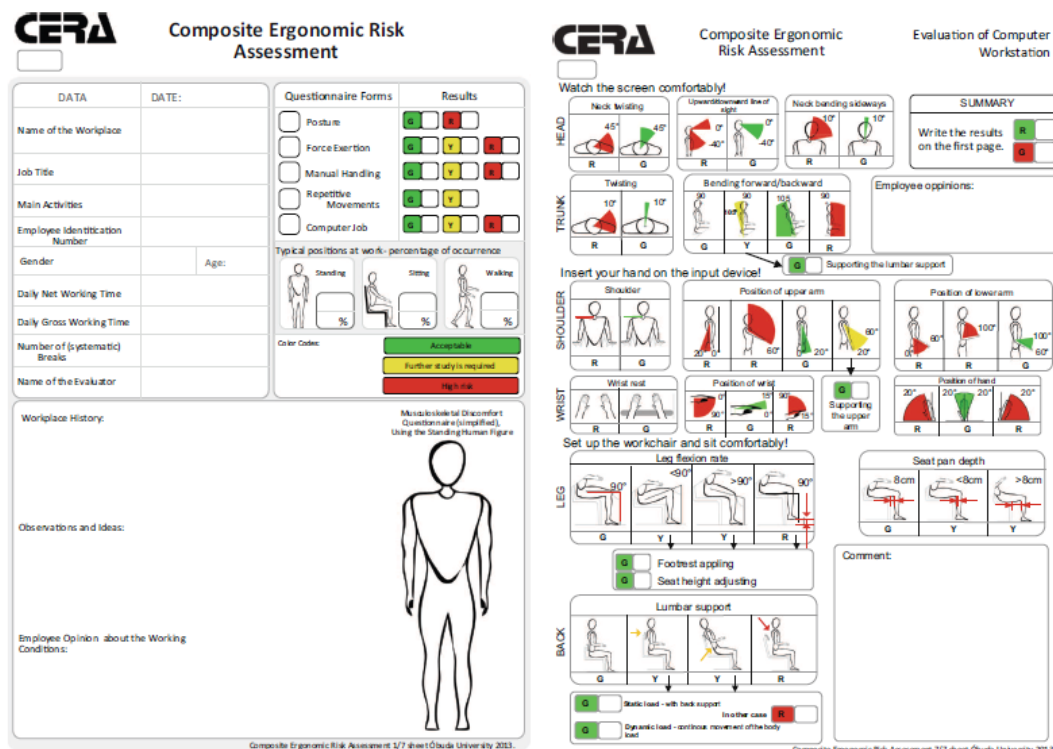 CERA
Composite Ergonomic Risk
Assessment
DATA
DATE:
Name of the Workplace
Job Title
Main Activities
Employee Identification
Number
Gender
Age:
Daily Net Working Time
Daily Gross Working Time
Number of (systematic)
Breaks
Name of the Evaluator
Questionnaire Forms
Results
Posture
G R
Force Exertion
G Y R
Manual Handling
G Y R
Repetitive
Movements
G Y
Computer Job
G Y R
Typical positions at work- percentage of occurrence
Standing
Sitting
Walking
% % %
Color Codes:
Acceptable
Further study is required
High risk
Workplace History:
Musculoskeletal Discomfort
Questionnaire (simplified),
Using the Standing Human Figure
Observations and Ideas:
Employee Opinion about the Working
Conditions:
Composite Ergonomic Risk Assessment 1/7 sheet Óbuda University 2013.
CERA
Composite Ergonomic
Risk Assessment
Evaluation of Computer
Workstation
Watch the screen comfortably!
HEAD
Neck twisting
45° 45°
R G
Upward/downward line of
sight
0° 0°
-40° -40°
R G
Neck bending sideways
10° 10°
R G
SUMMARY
Write the results
on the first page.
R
G
TRUNK
Twisting
10° 10°
R G
Bending forward/backward
90 90 105 90
105°
G Y G R
Employee oppinions:
G Supporting the lumbar support
Insert your hand on the input device!
SHOULDER
Shoulder
R G
Position of upper arm
20 0° 60° 20° 60° 20°
R R G
Position of lower arm
60° 100° 100°
0° 60°
R R G
WRIST
Wrist rest
R G
Position of wrist
0° 15° 90°
90° 0° 15°
R G R
G
Supporting
the upper
arm
Position of hand
20° 20° 20° 20°
R G R
Set up the workchair and sit comfortably!
LEG
Leg flexion rate
90° <90° >90° 90°
G Y Y R
Seat pan depth
8cm <8cm >8cm
G Y Y
G Footrest appling
G Seat height adjusting
Comment:
BACK
Lumbar support
G Y Y R
G Static load - with back support
In other case R
G Dynamic load - continous movement of the body
load